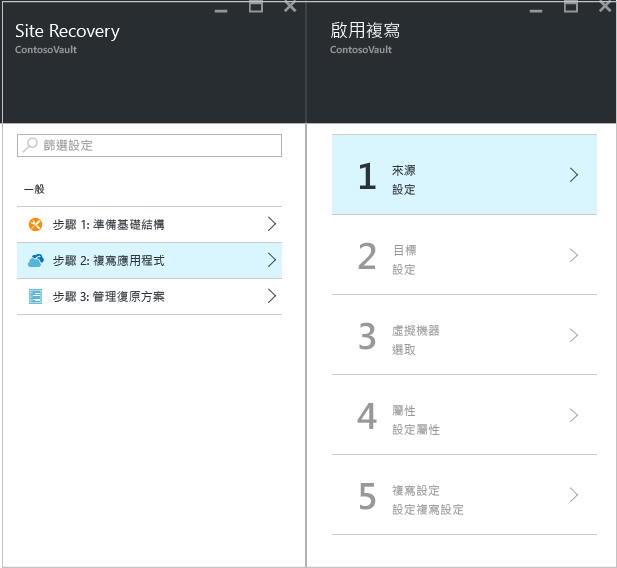 Site Recovery
ContosoVault
篩選設定
一般
步驟 1: 準備基礎結構
步驟 2: 複寫應用程式
步驟 3: 管理復原方案
啟用複寫
ContosoVault
1
來源
設定
2
目標
設定
3
虛擬機器
選取
4
屬性
設定屬性
5
複寫設定
設定複寫設定